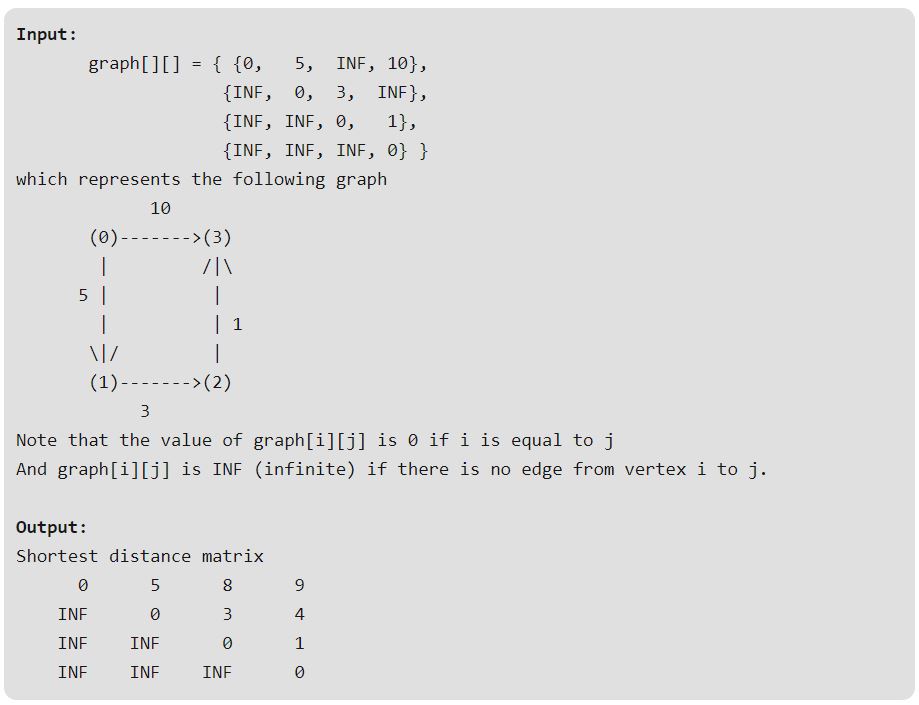 Input:
       graph[][] = { {0,   5,  INF, 10},
                    {INF,  0,  3,  INF},
                    {INF, INF, 0,   1},
                    {INF, INF, INF, 0} }
which represents the following graph
             10
       (0)------->(3)
        |         /|\
      5 |          |
        |          | 1
       \|/         |
       (1)------->(2)
            3
Note that the value of graph[i][j] is 0 if i is equal to j
And graph[i][j] is INF (infinite) if there is no edge from vertex i to j.

Output:
Shortest distance matrix
      0      5      8      9
    INF      0      3      4
    INF    INF      0      1
    INF    INF    INF      0